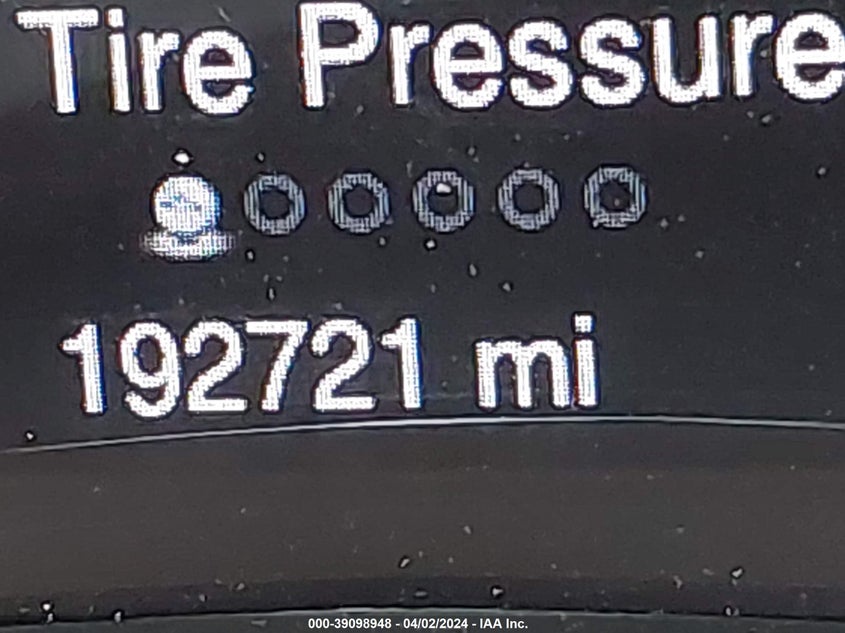 Tire Pressure
192721 mi
000-39098948 - 04/02/2024 - IAA Inc.